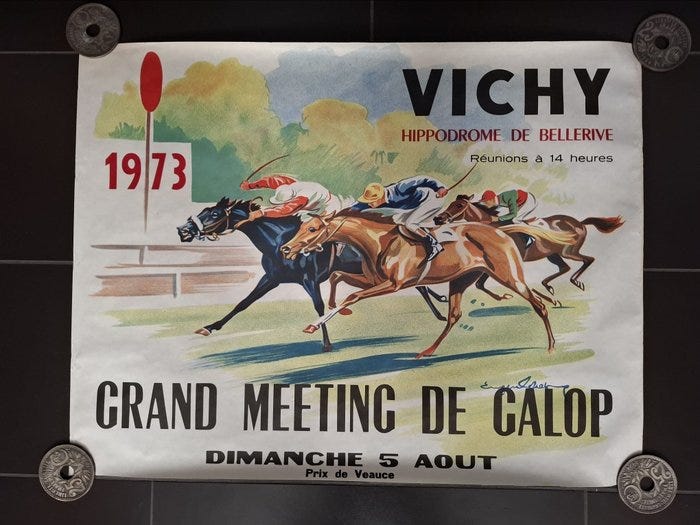 VICHY
HIPPODROME DE BELLERIVE
Réunions à 14 heures
1973
GRAND MEETING DE GALOP
DIMANCHE 5 AOUT
Prix de Veauce